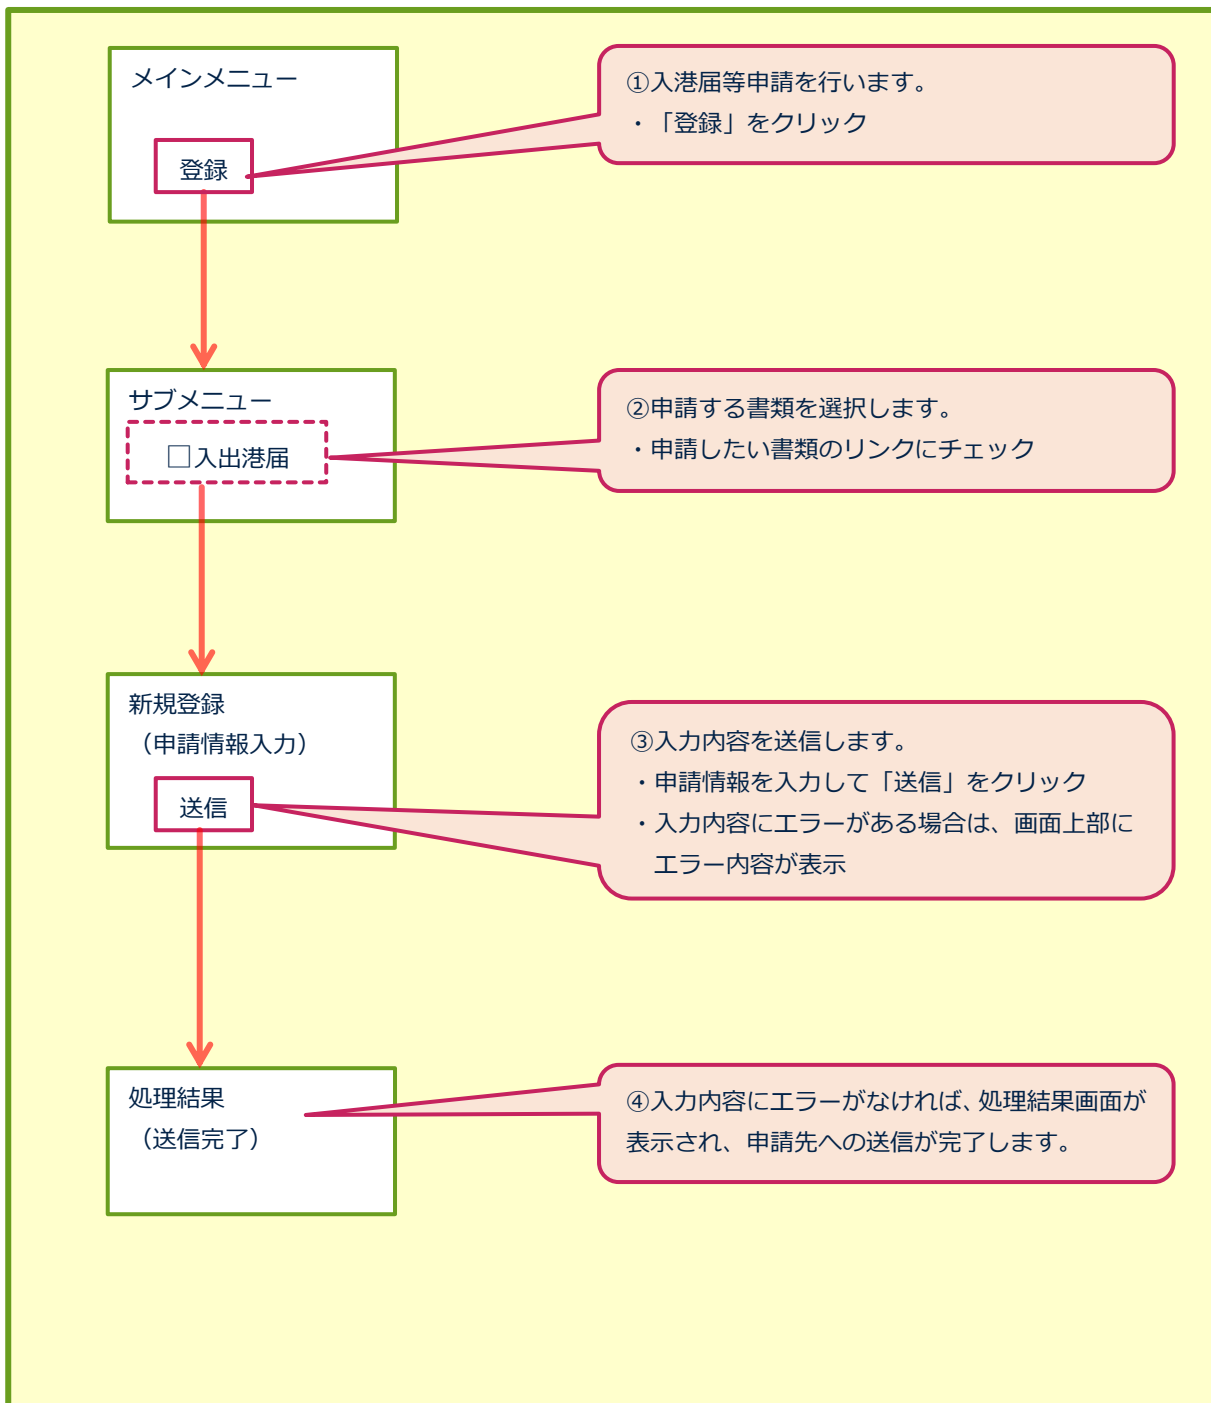 メインメニュー
登録
①入港届等申請を行います。
・「登録」をクリック
サブメニュー
□入出港届
②申請する書類を選択します。
・申請したい書類のリンクにチェック
新規登録
（申請情報入力）
送信
③入力内容を送信します。
・申請情報を入力して「送信」をクリック
・入力内容にエラーがある場合は、画面上部に
エラー内容が表示
処理結果
（送信完了）
④入力内容にエラーがなければ、処理結果画面が
表示され、申請先への送信が完了します。